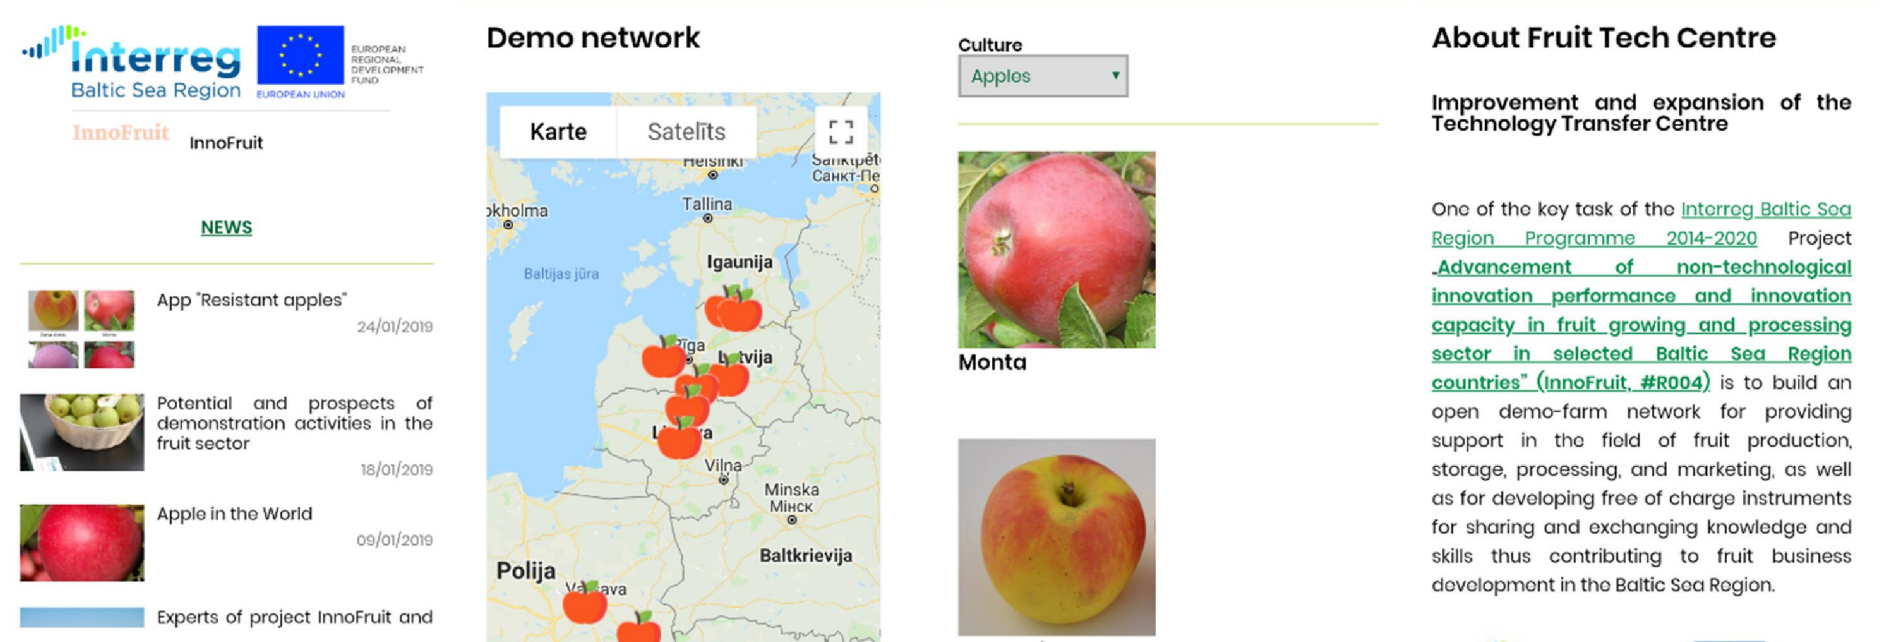 Interreg
Baltic Sea Region
EUROPEAN
REGIONAL
DEVELOPMENT
FUND
EUROPEAN UNION
InnoFruit
InnoFruit
NEWS
App "Resistant apples"
24/01/2019
Potential and prospects of
demonstration activities in the
fruit sector
18/01/2019
Apple in the World
09/01/2019
Experts of project InnoFruit and
Demo network
Karte
Satelīts
Helsinki
Sanktpēt
Санкт-Пе
okholma
Tallina
Igaunija
Baltijas jūra
Rīga
Latvija
Viļņa
Minska
Мінск
Baltkrievija
Polija
Culture
Apples
Monta
About Fruit Tech Centre
Improvement and expansion of the
Technology Transfer Centre
One of the key task of the Interreg Baltic Sea
Region Programme 2014-2020 Project
„Advancement of non-technological
innovation performance and innovation
capacity in fruit growing and processing
sector in selected Baltic Sea Region
countries” (InnoFruit, #R004) is to build an
open demo-farm network for providing
support in the field of fruit production,
storage, processing, and marketing, as well
as for developing free of charge instruments
for sharing and exchanging knowledge and
skills thus contributing to fruit business
development in the Baltic Sea Region.